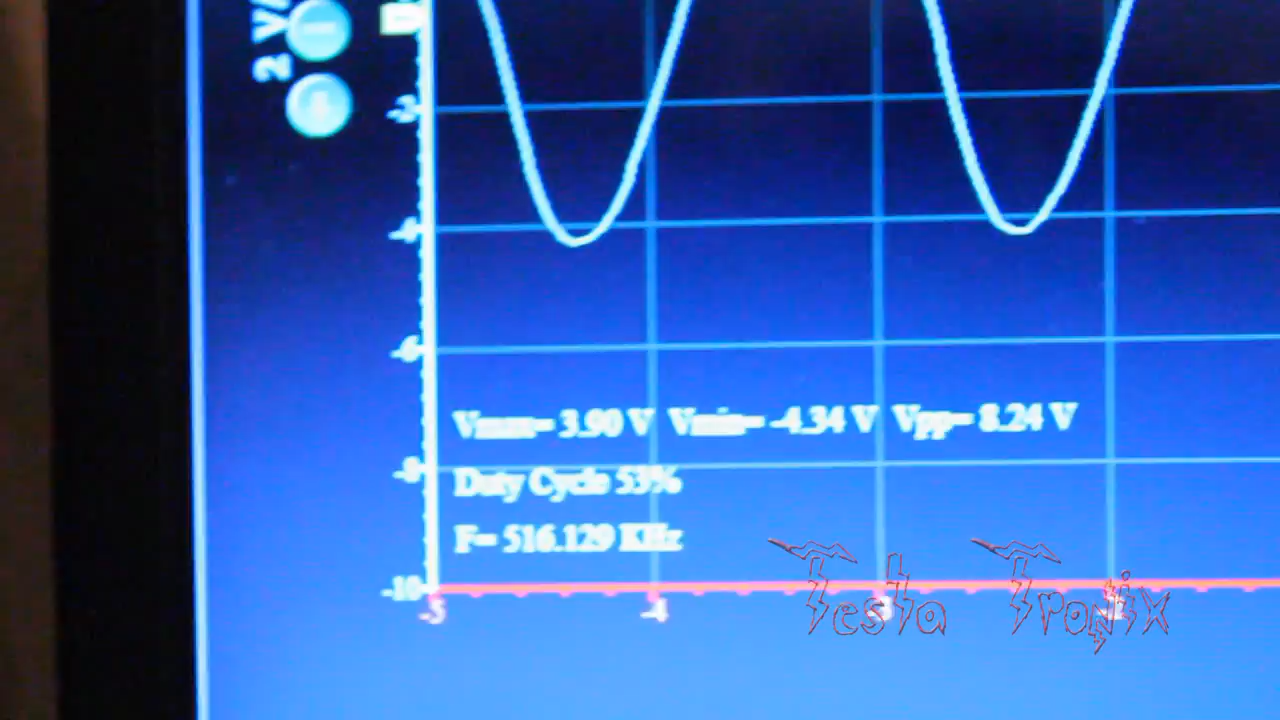 2 V/
-2
-4
-6
Vmax= 3.90 V Vmin= -4.34 V Vpp= 8.24 V
-8
Duty Cycle 53%
F= 516.129 KHz
-10
-5 -4 -3
Tesla Tronix